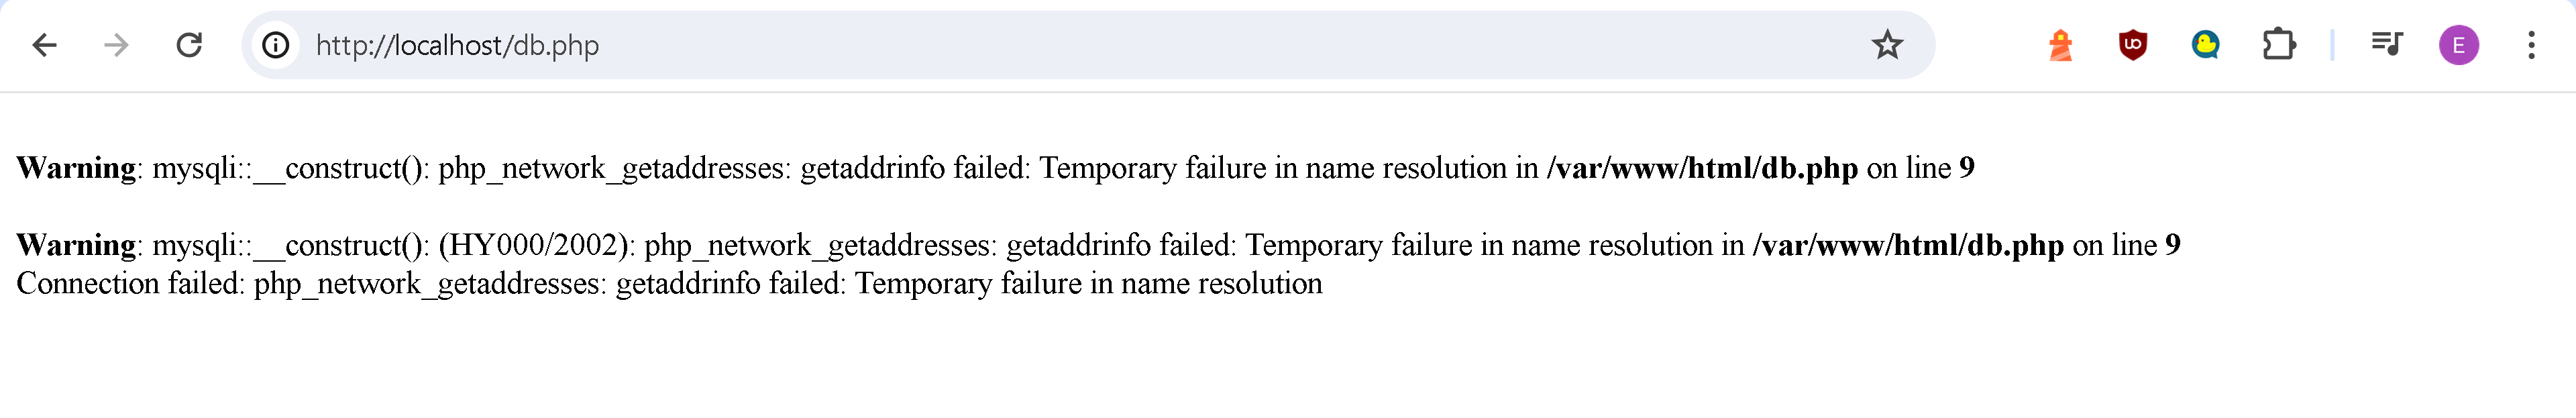 http://localhost/db.php
E
Warning: mysqli::__construct(): php_network_getaddresses: getaddrinfo failed: Temporary failure in name resolution in /var/www/html/db.php on line 9
Warning: mysqli::__construct(): (HY000/2002): php_network_getaddresses: getaddrinfo failed: Temporary failure in name resolution in /var/www/html/db.php on line 9
Connection failed: php_network_getaddresses: getaddrinfo failed: Temporary failure in name resolution